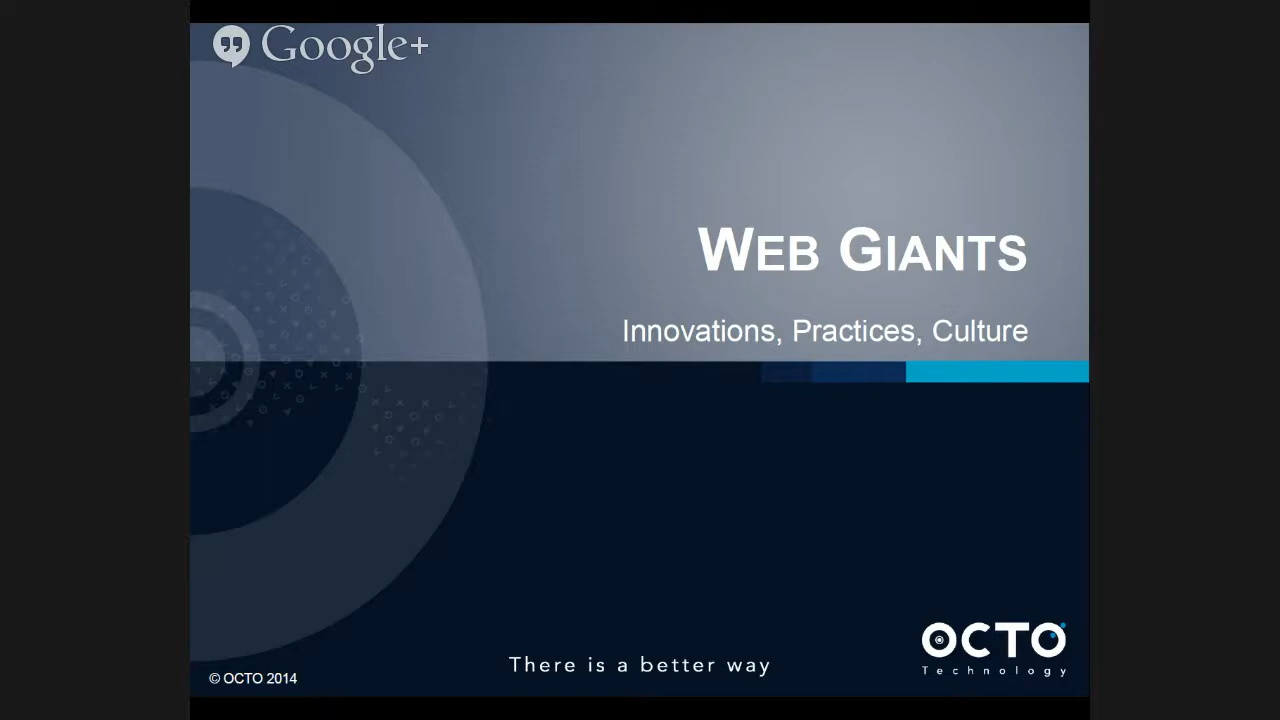 Google+
WEB GIANTS
Innovations, Practices, Culture
OCTO
Technology
There is a better way
© OCTO 2014